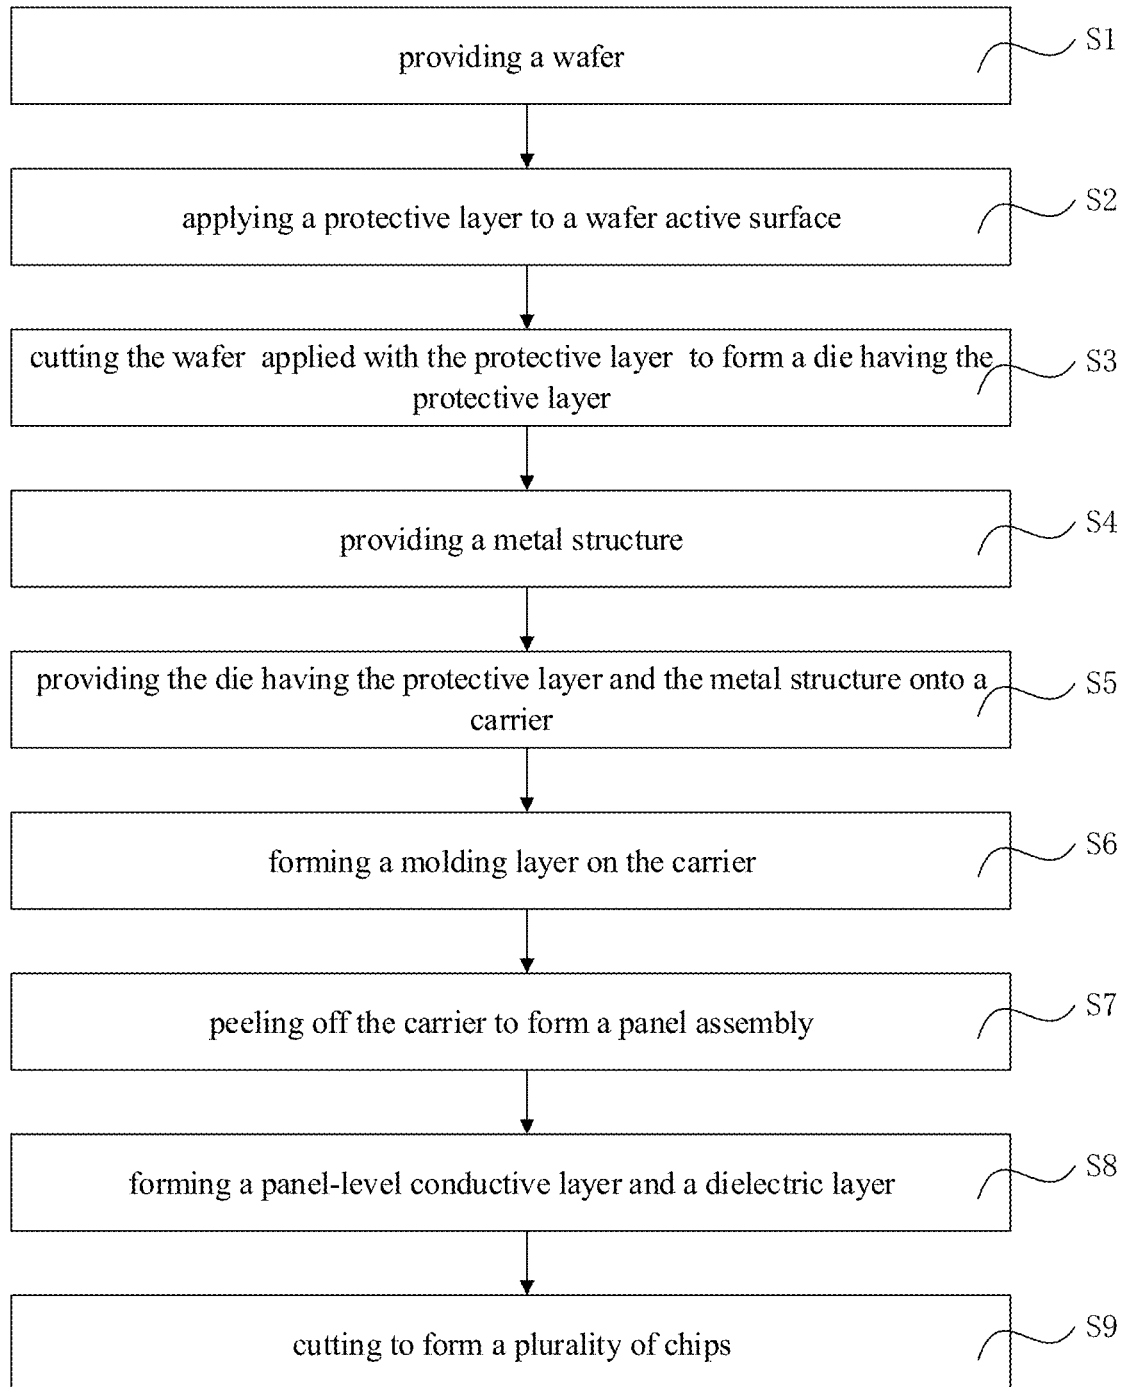 providing a wafer
S1
applying a protective layer to a wafer active surface
S2
cutting the wafer applied with the protective layer to form a die having the
protective layer
S3
providing a metal structure
S4
providing the die having the protective layer and the metal structure onto a
carrier
S5
forming a molding layer on the carrier
S6
peeling off the carrier to form a panel assembly
S7
forming a panel-level conductive layer and a dielectric layer
S8
cutting to form a plurality of chips
S9